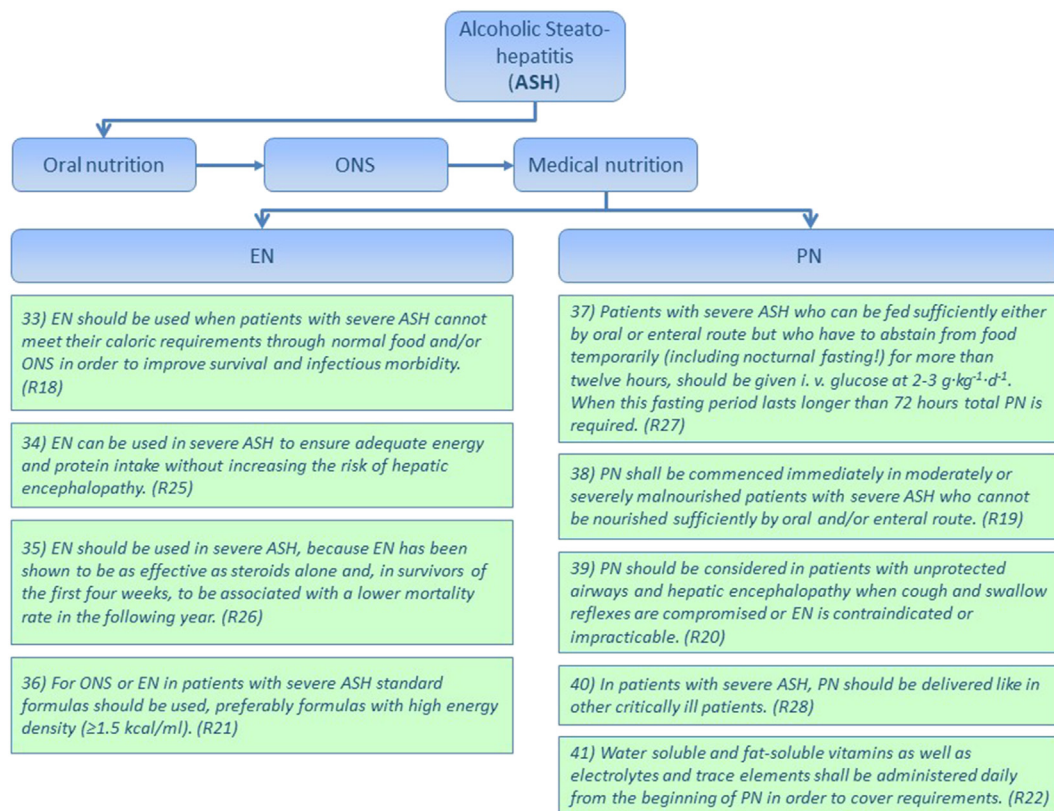 Alcoholic Steato-
hepatitis
(ASH)
Oral nutrition
ONS
Medical nutrition
EN
33) EN should be used when patients with severe ASH cannot
meet their caloric requirements through normal food and/or
ONS in order to improve survival and infectious morbidity.
(R18)
34) EN can be used in severe ASH to ensure adequate energy
and protein intake without increasing the risk of hepatic
encephalopathy. (R25)
35) EN should be used in severe ASH, because EN has been
shown to be as effective as steroids alone and, in survivors of
the first four weeks, to be associated with a lower mortality
rate in the following year. (R26)
36) For ONS or EN in patients with severe ASH standard
formulas should be used, preferably formulas with high energy
density (≥1.5 kcal/ml). (R21)
PN
37) Patients with severe ASH who can be fed sufficiently either
by oral or enteral route but who have to abstain from food
temporarily (including nocturnal fasting!) for more than
twelve hours, should be given i. v. glucose at 2-3 g·kg⁻¹·d⁻¹.
When this fasting period lasts longer than 72 hours total PN is
required. (R27)
38) PN shall be commenced immediately in moderately or
severely malnourished patients with severe ASH who cannot
be nourished sufficiently by oral and/or enteral route. (R19)
39) PN should be considered in patients with unprotected
airways and hepatic encephalopathy when cough and swallow
reflexes are compromised or EN is contraindicated or
impracticable. (R20)
40) In patients with severe ASH, PN should be delivered like in
other critically ill patients. (R28)
41) Water soluble and fat-soluble vitamins as well as
electrolytes and trace elements shall be administered daily
from the beginning of PN in order to cover requirements. (R22)